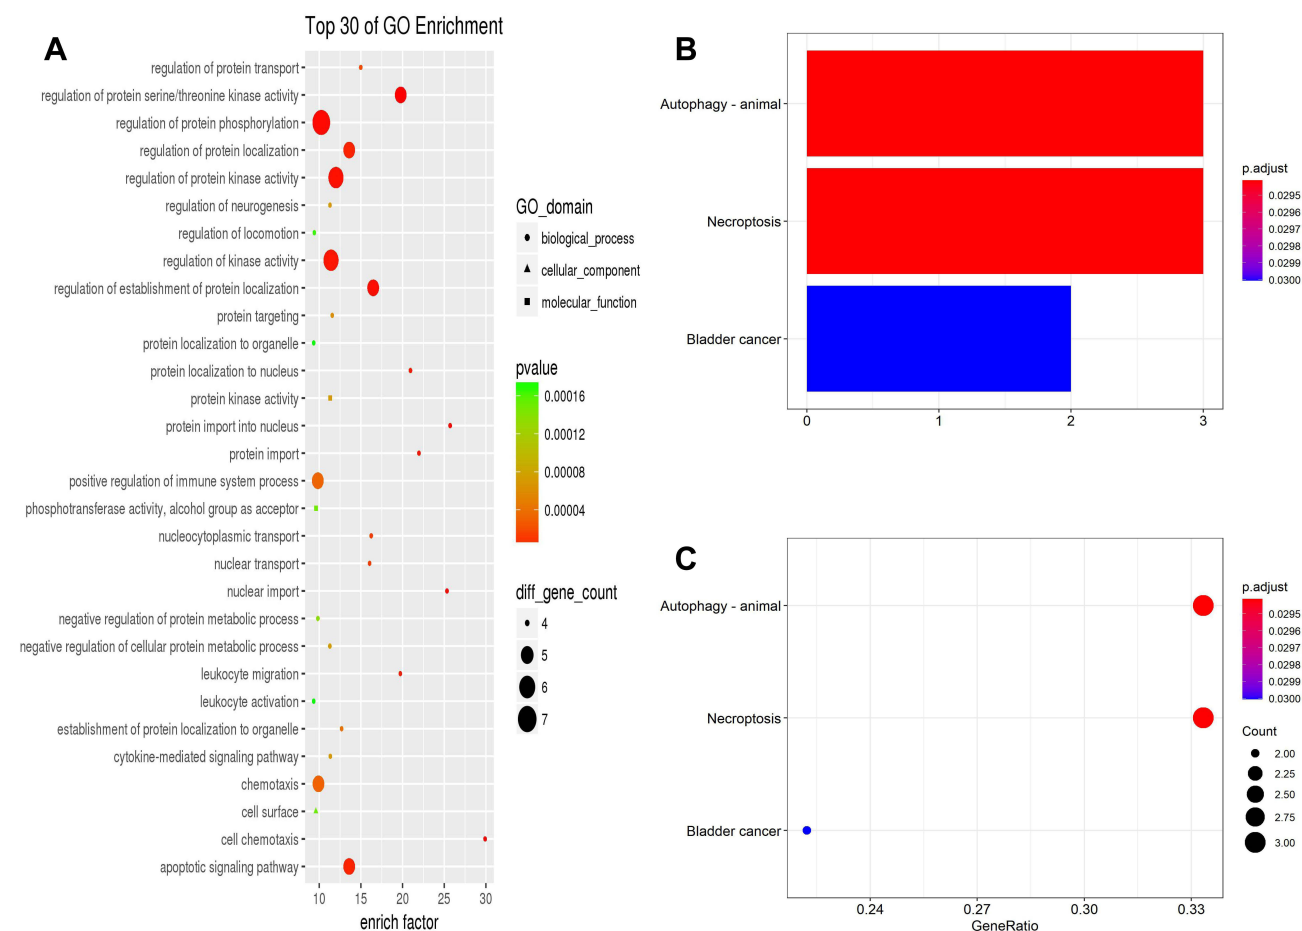 A
Top 30 of GO Enrichment
regulation of protein transport
regulation of protein serine/threonine kinase activity
regulation of protein phosphorylation
regulation of protein localization
regulation of protein kinase activity
regulation of neurogenesis
regulation of locomotion
regulation of kinase activity
regulation of establishment of protein localization
protein targeting
protein localization to organelle
protein localization to nucleus
protein kinase activity
protein import into nucleus
protein import
positive regulation of immune system process
phosphotransferase activity, alcohol group as acceptor
nucleocytoplasmic transport
nuclear transport
nuclear import
negative regulation of protein metabolic process
negative regulation of cellular protein metabolic process
leukocyte migration
leukocyte activation
establishment of protein localization to organelle
cytokine-mediated signaling pathway
chemotaxis
cell surface
cell chemotaxis
apoptotic signaling pathway
10 15 20 25 30
enrich factor
GO_domain
biological_process
cellular_component
molecular_function
pvalue
0.00016
0.00012
0.00008
0.00004
diff_gene_count
4
5
6
7
B
Autophagy - animal
Necroptosis
Bladder cancer
0 1 2 3
p.adjust
0.0295
0.0296
0.0297
0.0298
0.0299
0.0300
C
Autophagy - animal
Necroptosis
Bladder cancer
0.24 0.27 0.30 0.33
GeneRatio
p.adjust
0.0295
0.0296
0.0297
0.0298
0.0299
0.0300
Count
2.00
2.25
2.50
2.75
3.00